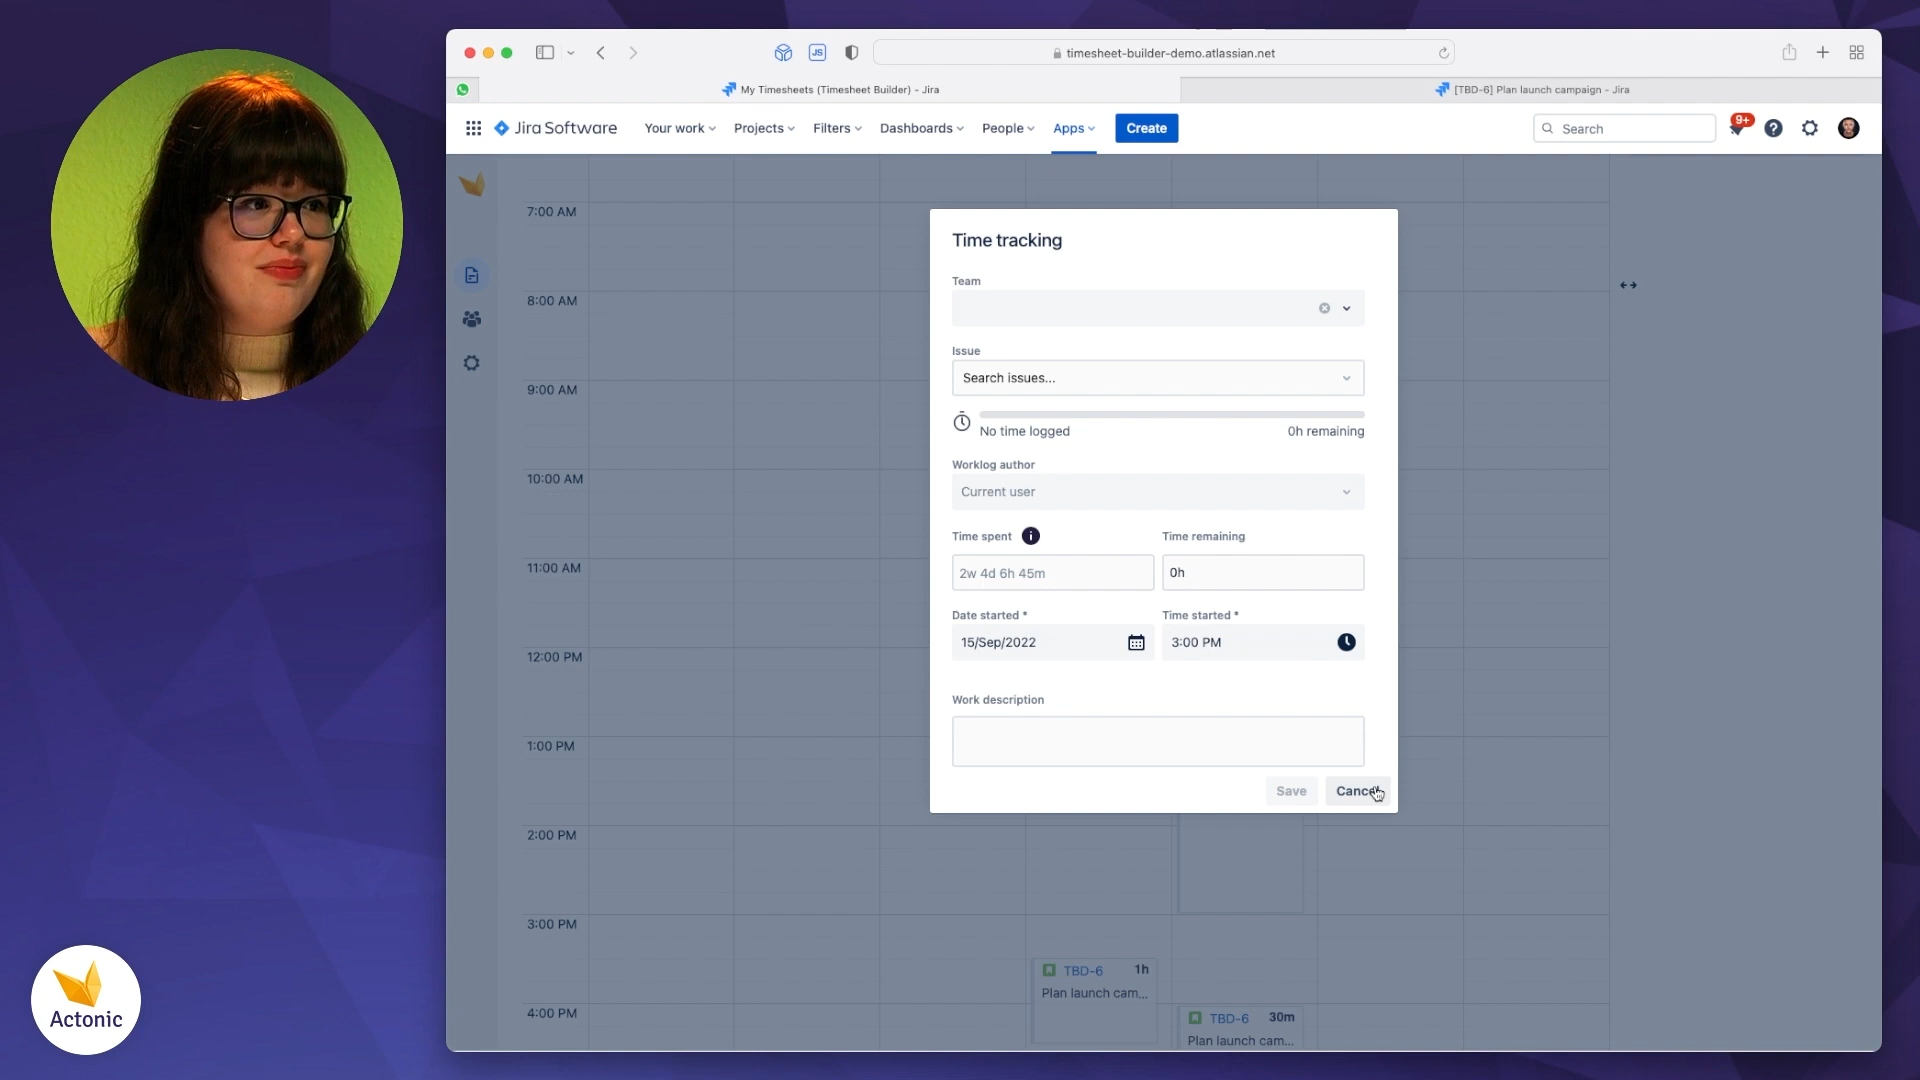 timesheet-builder-demo.atlassian.net
My Timesheets (Timesheet Builder) - Jira
[TBD-6] Plan launch campaign - Jira
Jira Software
Your work
Projects
Filters
Dashboards
People
Apps
Create
Search
9+
JS
7:00 AM
8:00 AM
9:00 AM
10:00 AM
11:00 AM
12:00 PM
1:00 PM
2:00 PM
3:00 PM
4:00 PM
Time tracking
Team
Issue
Search issues...
No time logged
0h remaining
Worklog author
Current user
Time spent
Time remaining
2w 4d 6h 45m
0h
Date started *
Time started *
15/Sep/2022
3:00 PM
Work description
Save
Cancel
TBD-6 1h
Plan launch cam...
TBD-6 30m
Plan launch cam...
Actonic